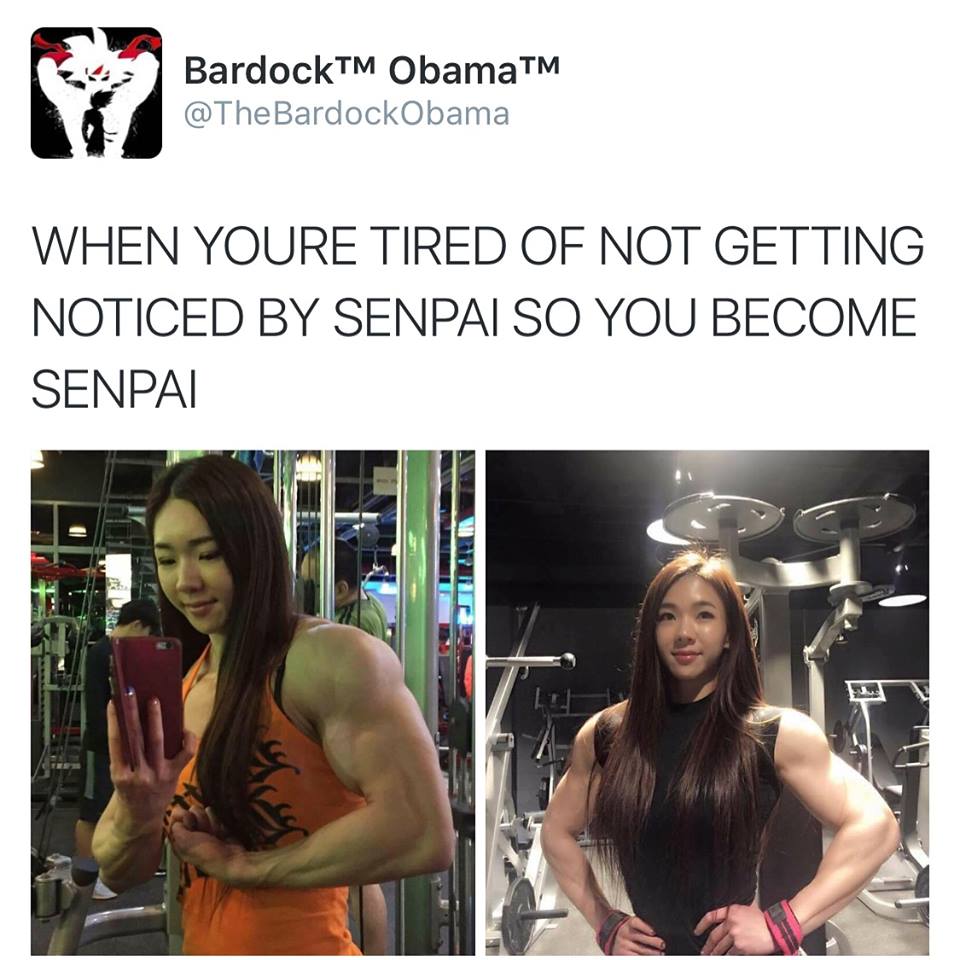 Bardock™ Obama™
@TheBardockObama
WHEN YOURE TIRED OF NOT GETTING
NOTICED BY SENPAI SO YOU BECOME
SENPAI